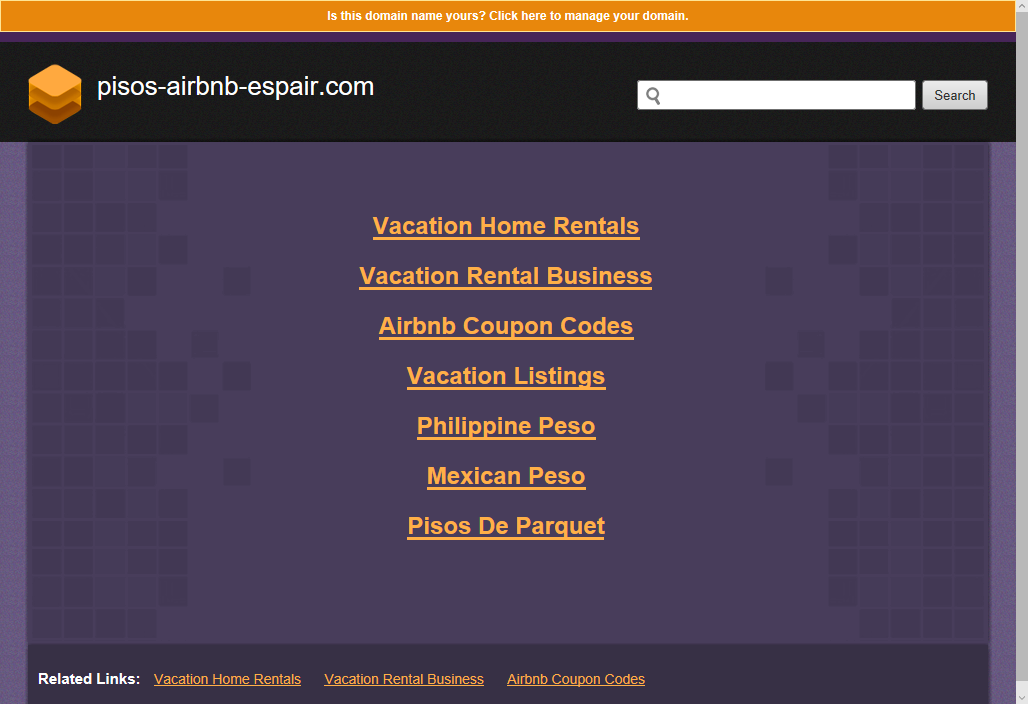 Is this domain name yours? Click here to manage your domain.
pisos-airbnb-espair.com
Search
Vacation Home Rentals
Vacation Rental Business
Airbnb Coupon Codes
Vacation Listings
Philippine Peso
Mexican Peso
Pisos De Parquet
Related Links: Vacation Home Rentals Vacation Rental Business Airbnb Coupon Codes